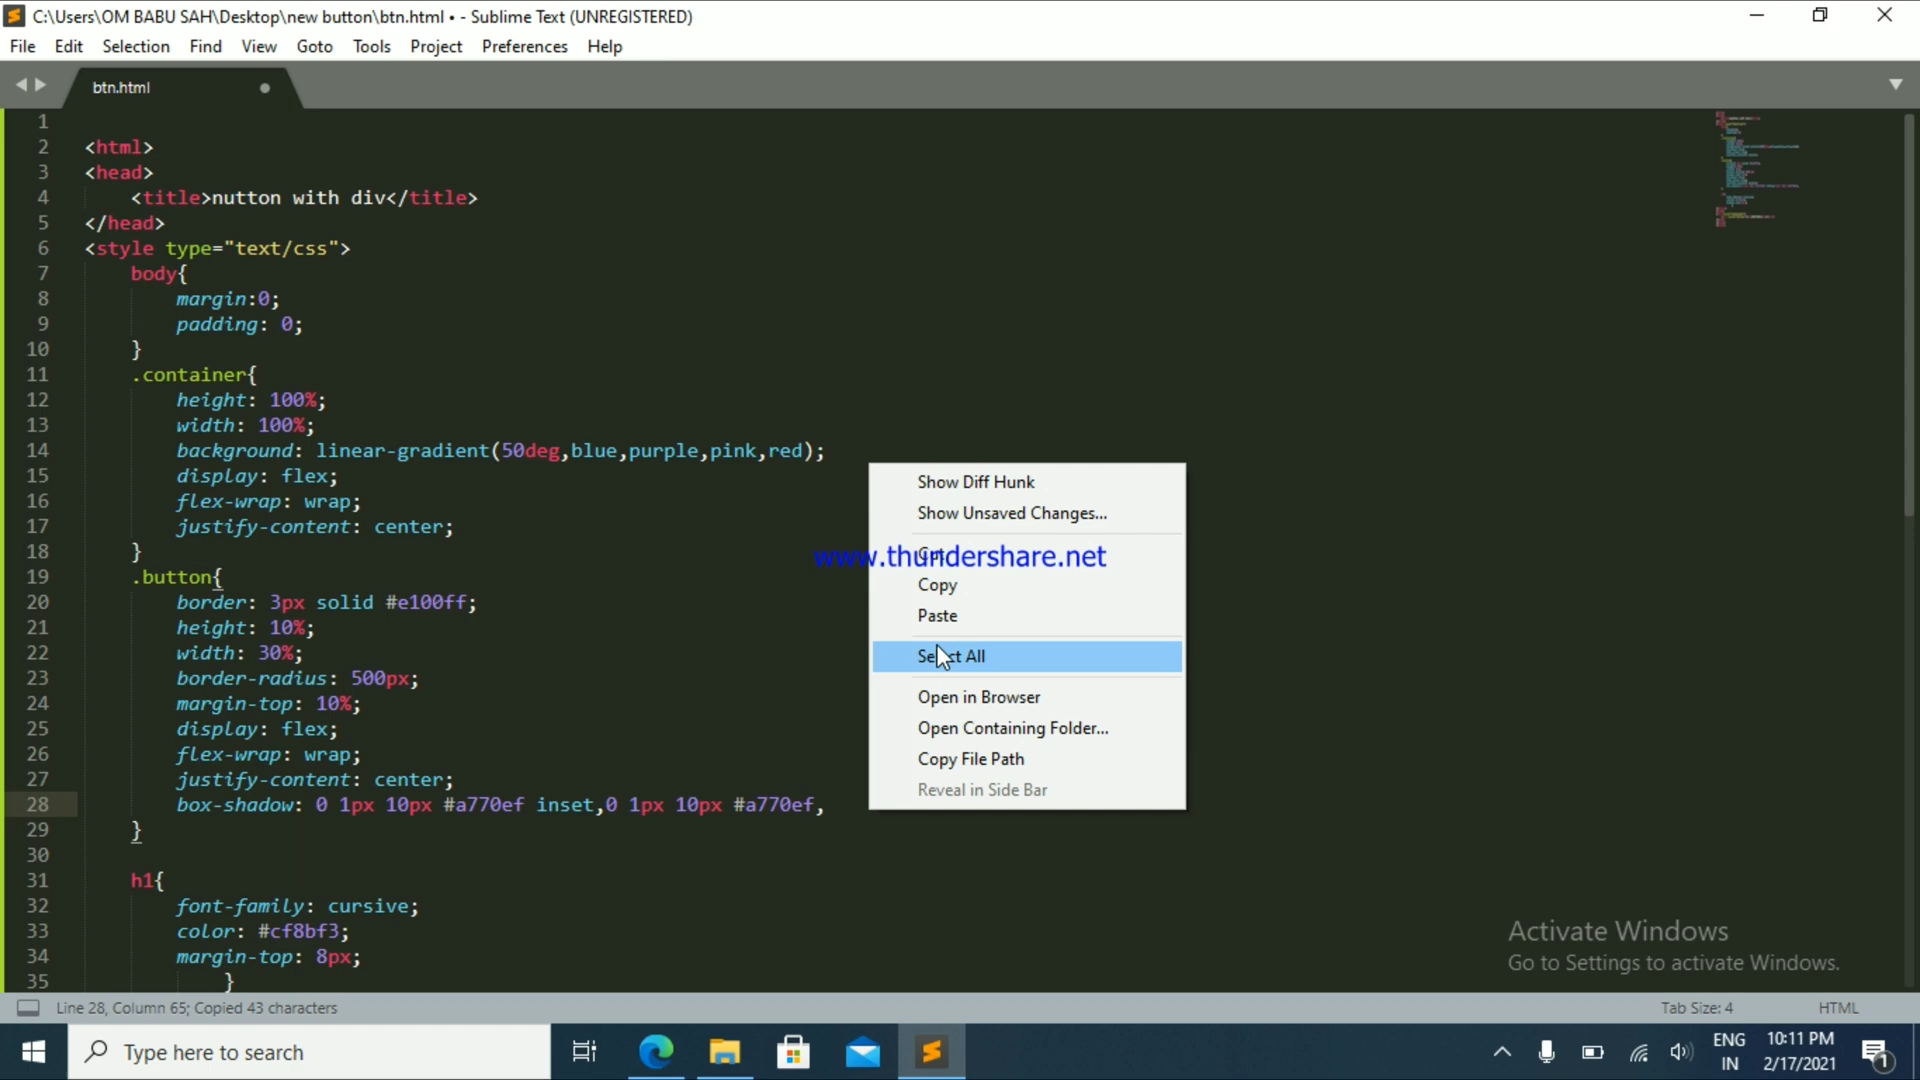 C:\Users\OM BABU SAH\Desktop\new button\btn.html • - Sublime Text (UNREGISTERED)
File Edit Selection Find View Goto Tools Project Preferences Help
btn.html
1
2 <html>
3 <head>
4 <title>nutton with div</title>
5 </head>
6 <style type="text/css">
7 body{
8 margin:0;
9 padding: 0;
10 }
11 .container{
12 height: 100%;
13 width: 100%;
14 background: linear-gradient(50deg,blue,purple,pink,red);
15 display: flex;
16 flex-wrap: wrap;
17 justify-content: center;
18 }
19 .button{
20 border: 3px solid #e100ff;
21 height: 10%;
22 width: 30%;
23 border-radius: 500px;
24 margin-top: 10%;
25 display: flex;
26 flex-wrap: wrap;
27 justify-content: center;
28 box-shadow: 0 1px 10px #a770ef inset,0 1px 10px #a770ef,
29 }
30
31 h1{
32 font-family: cursive;
33 color: #cf8bf3;
34 margin-top: 8px;
35 }
Show Diff Hunk
Show Unsaved Changes...
Cut
www.thundershare.net
Copy
Paste
Select All
Open in Browser
Open Containing Folder...
Copy File Path
Reveal in Side Bar
Activate Windows
Go to Settings to activate Windows.
Line 28, Column 65; Copied 43 characters
Tab Size: 4
HTML
Type here to search
ENG
IN
10:11 PM
2/17/2021
1